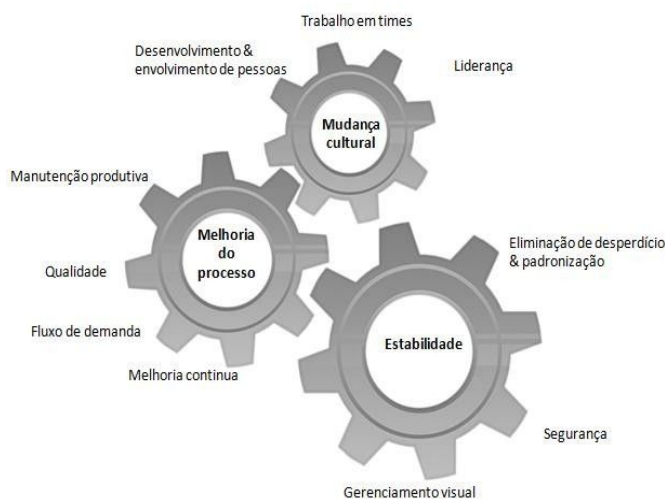 Trabalho em times
Desenvolvimento &
envolvimento de pessoas
Liderança
Mudança
cultural
Manutenção produtiva
Melhoria
do
processo
Qualidade
Fluxo de demanda
Melhoria continua
Eliminação de desperdício
& padronização
Estabilidade
Segurança
Gerenciamento visual